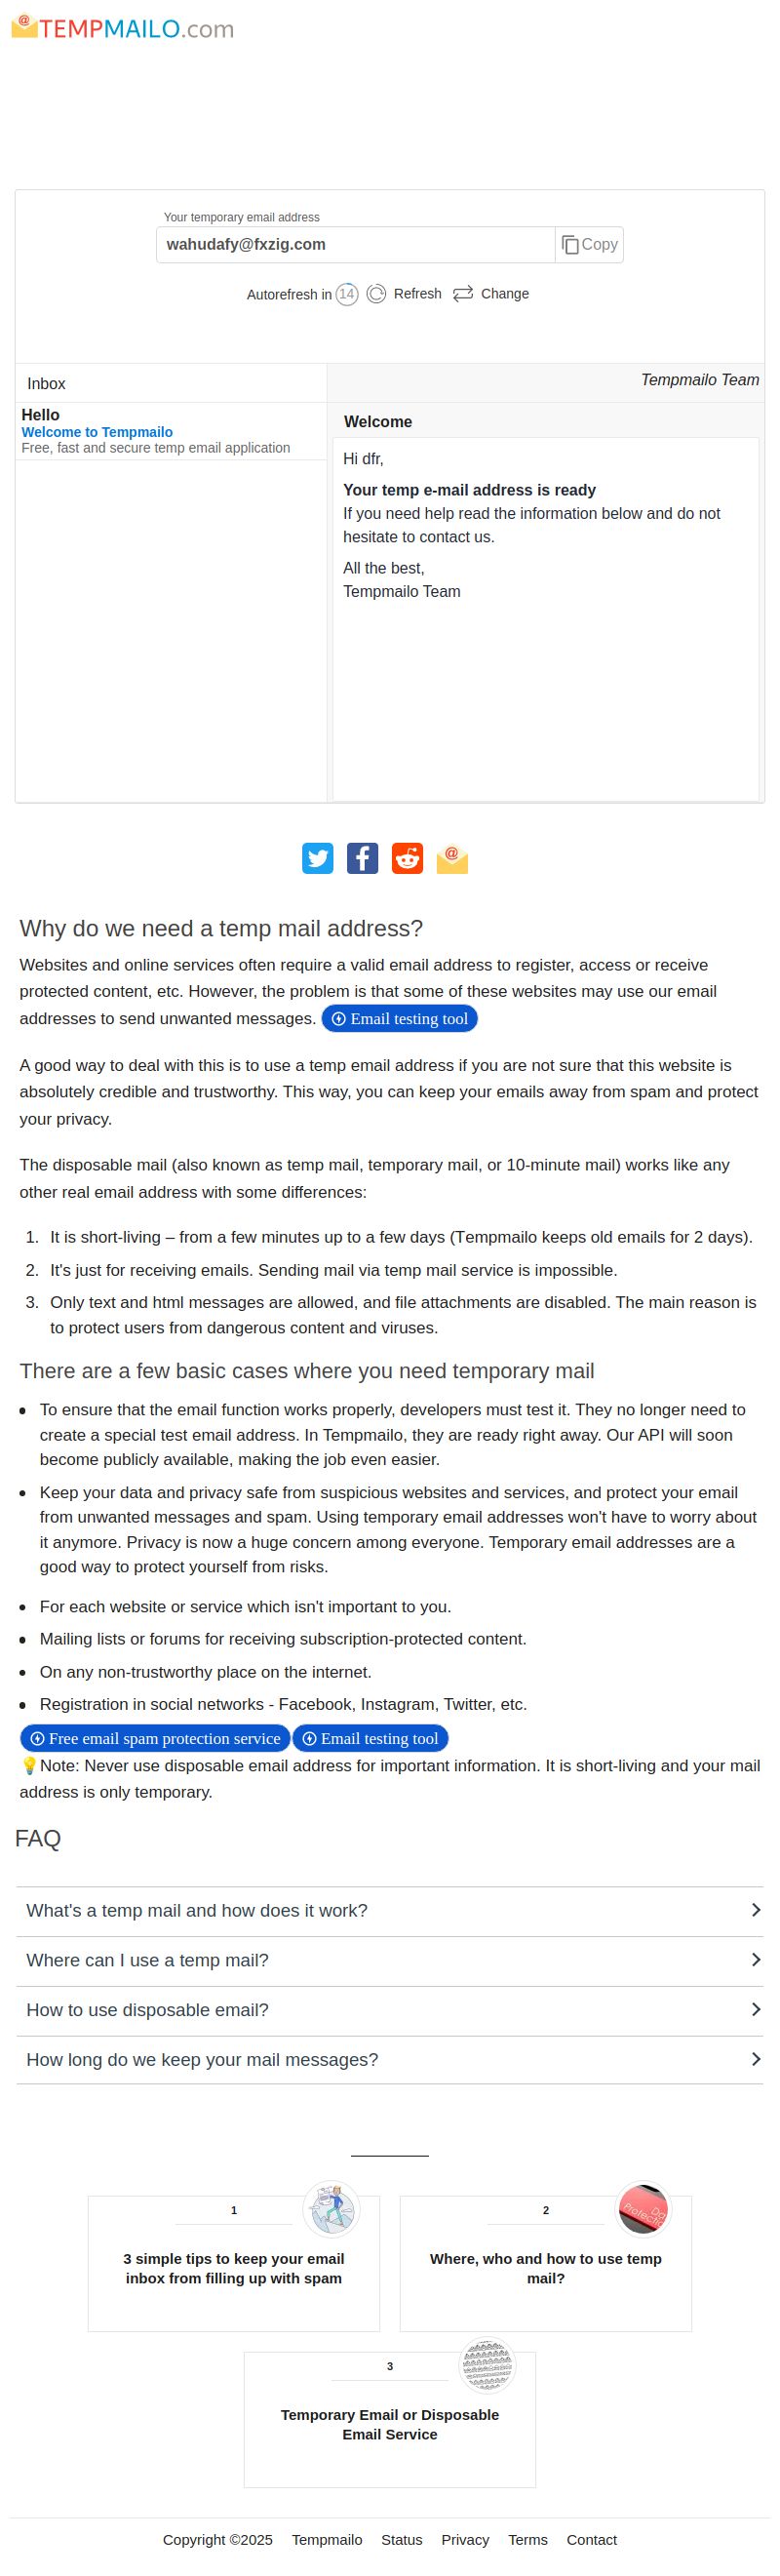 TEMPMAILO.com
Your temporary email address
wahudafy@fxzig.com
Copy
Autorefresh in 14 Refresh Change
Inbox
Tempmailo Team
Hello
Welcome to Tempmailo
Free, fast and secure temp email application
Welcome
Hi dfr,
Your temp e-mail address is ready
If you need help read the information below and do not
hesitate to contact us.
All the best,
Tempmailo Team
Why do we need a temp mail address?
Websites and online services often require a valid email address to register, access or receive
protected content, etc. However, the problem is that some of these websites may use our email
addresses to send unwanted messages. Email testing tool
A good way to deal with this is to use a temp email address if you are not sure that this website is
absolutely credible and trustworthy. This way, you can keep your emails away from spam and protect
your privacy.
The disposable mail (also known as temp mail, temporary mail, or 10-minute mail) works like any
other real email address with some differences:
1. It is short-living – from a few minutes up to a few days (Tempmailo keeps old emails for 2 days).
2. It's just for receiving emails. Sending mail via temp mail service is impossible.
3. Only text and html messages are allowed, and file attachments are disabled. The main reason is
to protect users from dangerous content and viruses.
There are a few basic cases where you need temporary mail
• To ensure that the email function works properly, developers must test it. They no longer need to
create a special test email address. In Tempmailo, they are ready right away. Our API will soon
become publicly available, making the job even easier.
• Keep your data and privacy safe from suspicious websites and services, and protect your email
from unwanted messages and spam. Using temporary email addresses won't have to worry about
it anymore. Privacy is now a huge concern among everyone. Temporary email addresses are a
good way to protect yourself from risks.
• For each website or service which isn't important to you.
• Mailing lists or forums for receiving subscription-protected content.
• On any non-trustworthy place on the internet.
• Registration in social networks - Facebook, Instagram, Twitter, etc.
Free email spam protection service Email testing tool
💡Note: Never use disposable email address for important information. It is short-living and your mail
address is only temporary.
FAQ
What's a temp mail and how does it work?
Where can I use a temp mail?
How to use disposable email?
How long do we keep your mail messages?
1
3 simple tips to keep your email
inbox from filling up with spam
2
Where, who and how to use temp
mail?
3
Temporary Email or Disposable
Email Service
Copyright ©2025 Tempmailo Status Privacy Terms Contact